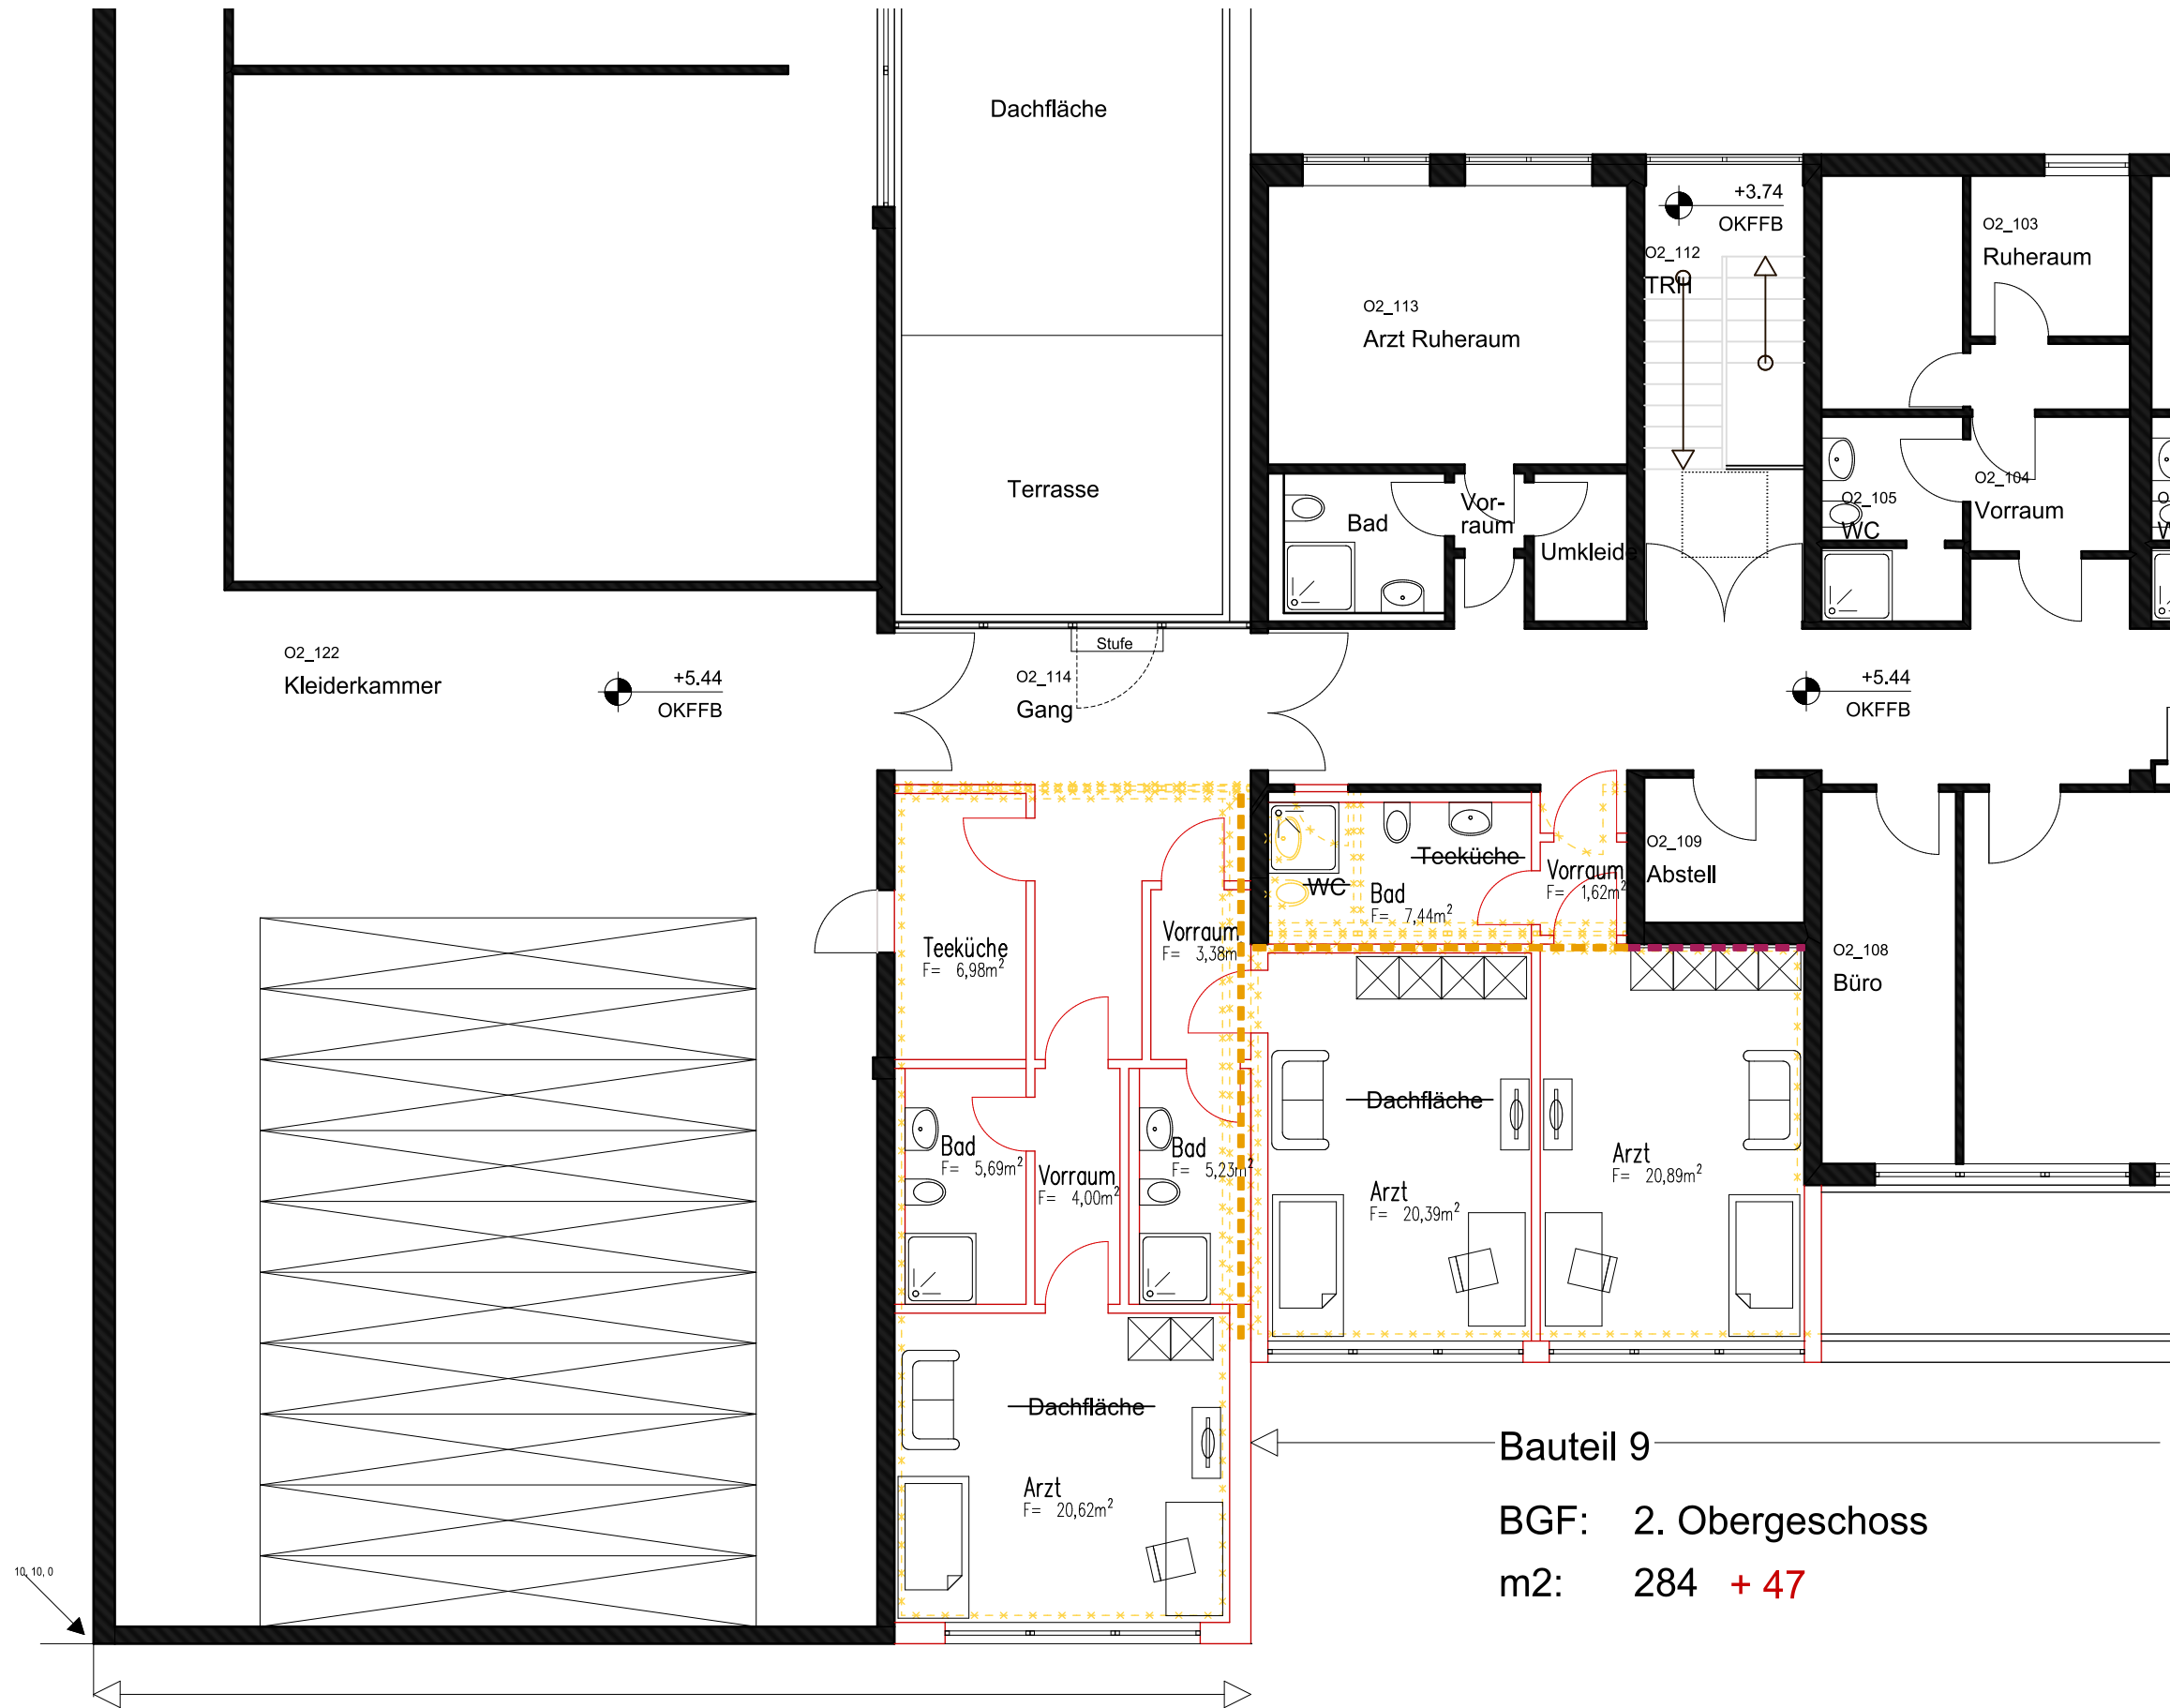 Dachfläche
+3.74
OKFFB
O2_112
TRH
O2_103
Ruheraum
O2_113
Arzt Ruheraum
Terrasse
Bad
Vor-
raum
Umkleide
O2_105
WC
O2_104
Vorraum
Stufe
O2_122
Kleiderkammer
+5.44
OKFFB
O2_114
Gang
+5.44
OKFFB
Teeküche
WC
Bad
F= 7,44m²
Vorraum
F= 1,62m²
O2_109
Abstell
Teeküche
F= 6,98m²
Vorraum
F= 3,38m
O2_108
Büro
Dachfläche
Bad
F= 5,69m²
Vorraum
F= 4,00m²
Bad
F= 5,23m²
Arzt
F= 20,39m²
Arzt
F= 20,89m²
Dachfläche
Arzt
F= 20,62m²
Bauteil 9
BGF: 2. Obergeschoss
m2: 284 + 47
10, 10, 0